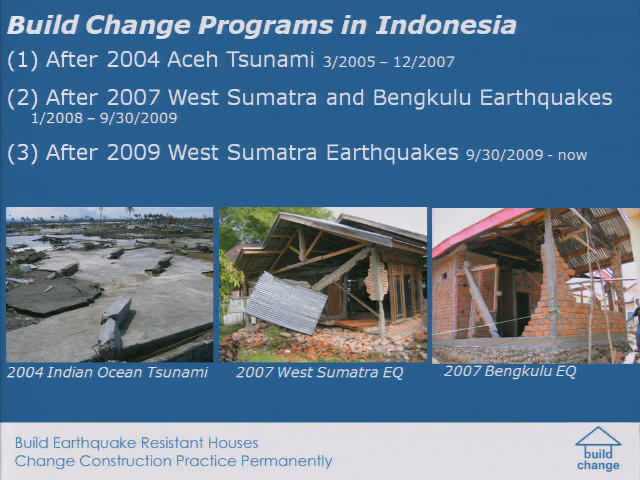 Build Change Programs in Indonesia
(1) After 2004 Aceh Tsunami 3/2005 – 12/2007
(2) After 2007 West Sumatra and Bengkulu Earthquakes
1/2008 – 9/30/2009
(3) After 2009 West Sumatra Earthquakes 9/30/2009 - now
2004 Indian Ocean Tsunami
2007 West Sumatra EQ
2007 Bengkulu EQ
Build Earthquake Resistant Houses
Change Construction Practice Permanently
build
change